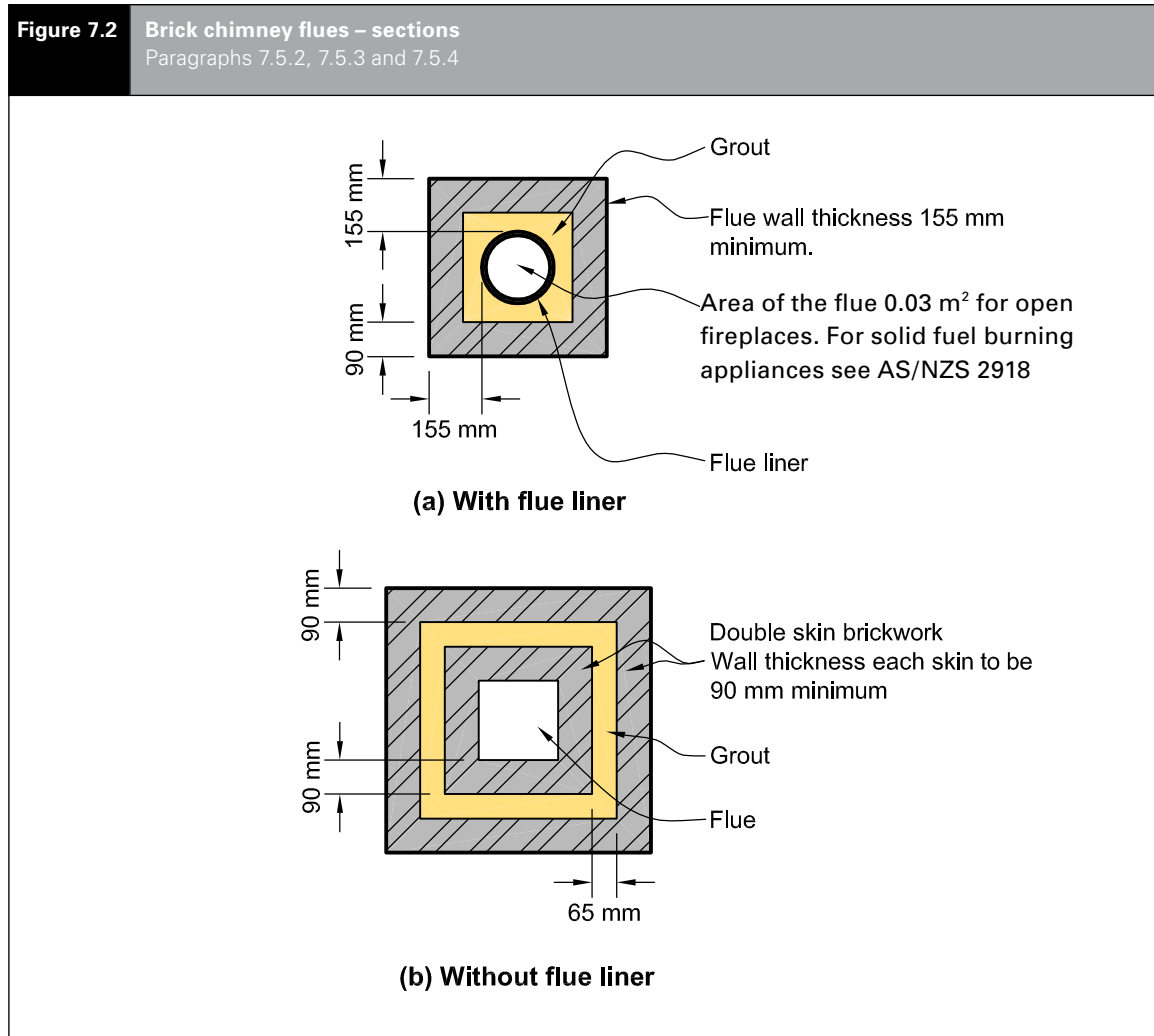 Figure 7.2
Brick chimney flues – sections
Paragraphs 7.5.2, 7.5.3 and 7.5.4
Grout
155 mm
Flue wall thickness 155 mm
minimum.
Area of the flue 0.03 m² for open
fireplaces. For solid fuel burning
appliances see AS/NZS 2918
90 mm
155 mm
Flue liner
(a) With flue liner
90 mm
Double skin brickwork
Wall thickness each skin to be
90 mm minimum
Grout
90 mm
Flue
65 mm
(b) Without flue liner